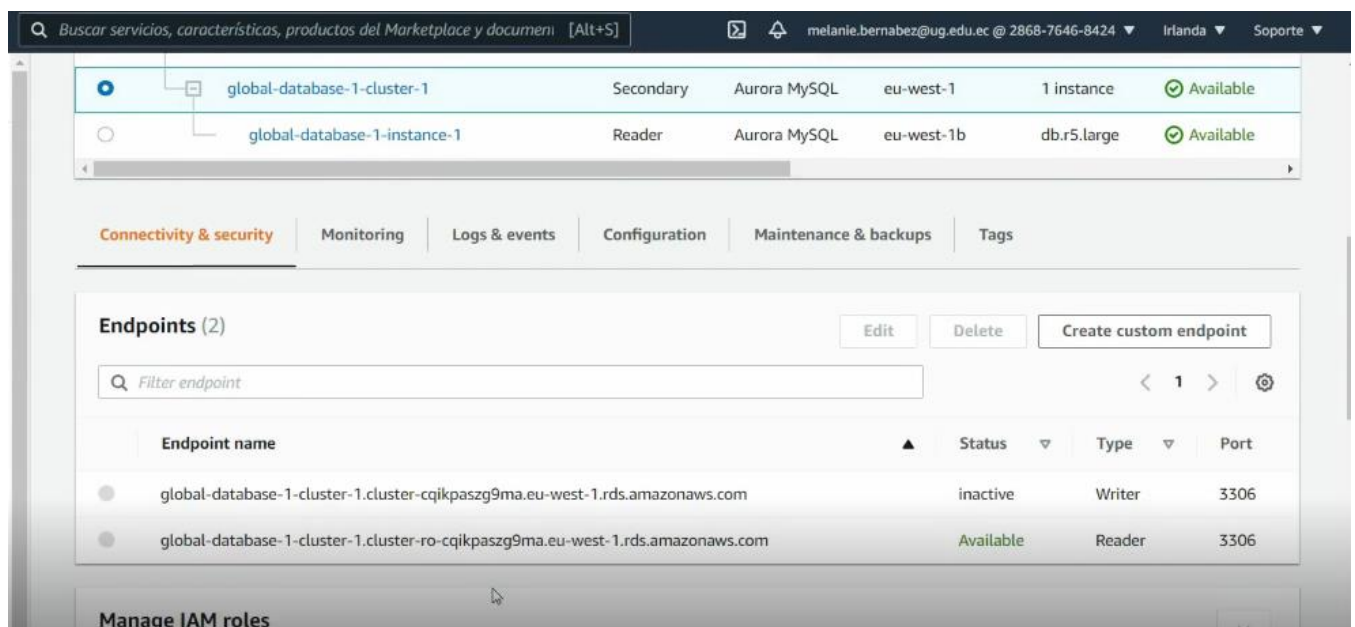 Buscar servicios, características, productos del Marketplace y document [Alt+S] melanie.bernabez@ug.edu.ec @ 2868-7646-8424 ▼ Irlanda ▼ Soporte ▼
global-database-1-cluster-1 Secondary Aurora MySQL eu-west-1 1 instance Available
global-database-1-instance-1 Reader Aurora MySQL eu-west-1b db.r5.large Available
Connectivity & security Monitoring Logs & events Configuration Maintenance & backups Tags
Endpoints (2) Edit Delete Create custom endpoint
Filter endpoint 1
Endpoint name Status Type Port
global-database-1-cluster-1.cluster-cqikpaszg9ma.eu-west-1.rds.amazonaws.com inactive Writer 3306
global-database-1-cluster-1.cluster-ro-cqikpaszg9ma.eu-west-1.rds.amazonaws.com Available Reader 3306
Manage IAM roles